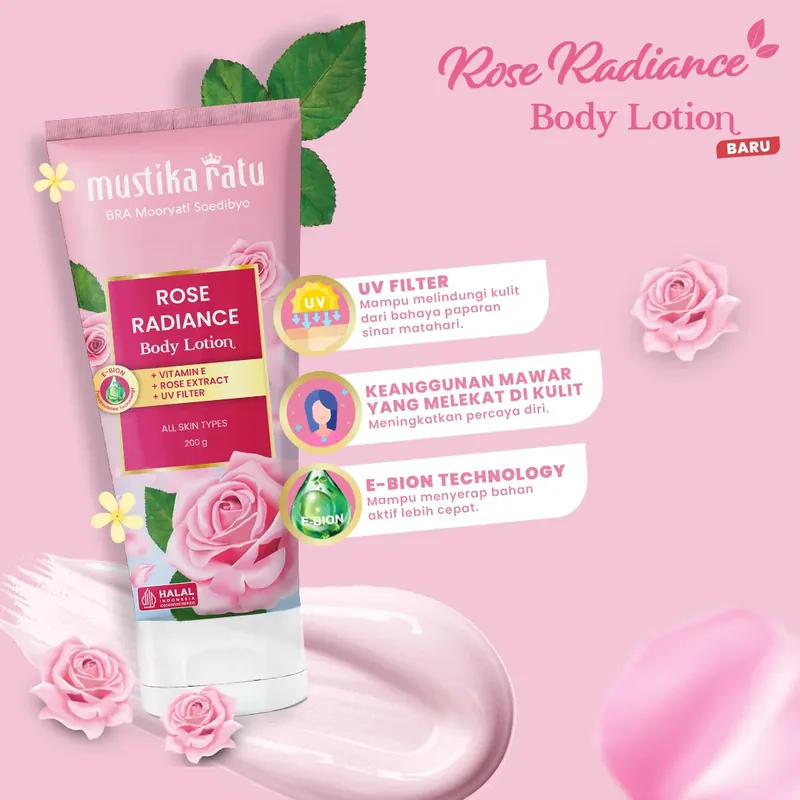 Rose Radiance
Body Lotion
BARU
mustika ratu
BRA Mooryati Soedibyo
ROSE
RADIANCE
Body Lotion
E-BION
+ VITAMIN E
+ ROSE EXTRACT
+ UV FILTER
ALL SKIN TYPES
200 g
HALAL
INDONESIA
UV
UV FILTER
Mampu melindungi kulit
dari bahaya paparan
sinar matahari.
KEANGGUNAN MAWAR
YANG MELEKAT DI KULIT
Meningkatkan percaya diri.
E-BION
E-BION TECHNOLOGY
Mampu menyerap bahan
aktif lebih cepat.